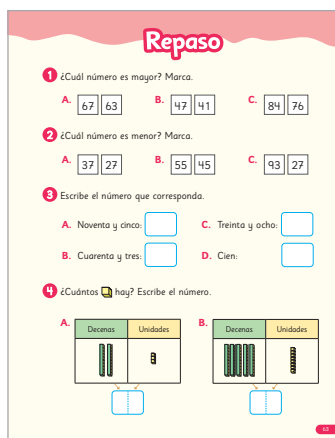 Repaso
1 ¿Cuál número es mayor? Marca.
A. 67 63 B. 47 41 C. 84 76
2 ¿Cuál número es menor? Marca.
A. 37 27 B. 55 45 C. 93 27
3 Escribe el número que corresponda.
A. Noventa y cinco: C. Treinta y ocho:
B. Cuarenta y tres: D. Cien:
4 ¿Cuántos hay? Escribe el número.
A. Decenas Unidades B. Decenas Unidades
63